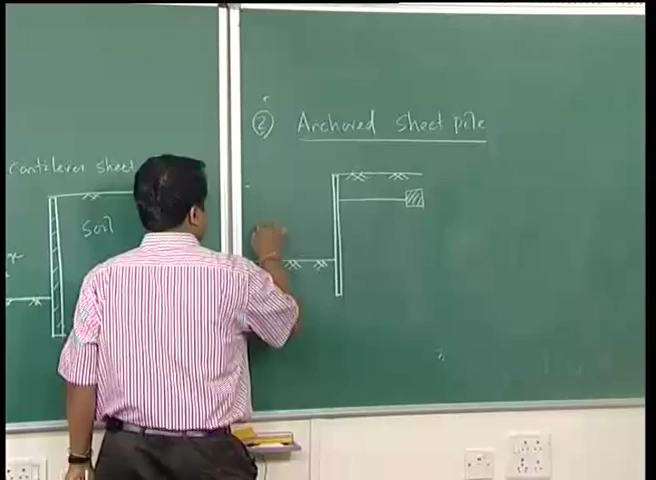 Cantilever sheet
Soil
② Anchored sheet pile